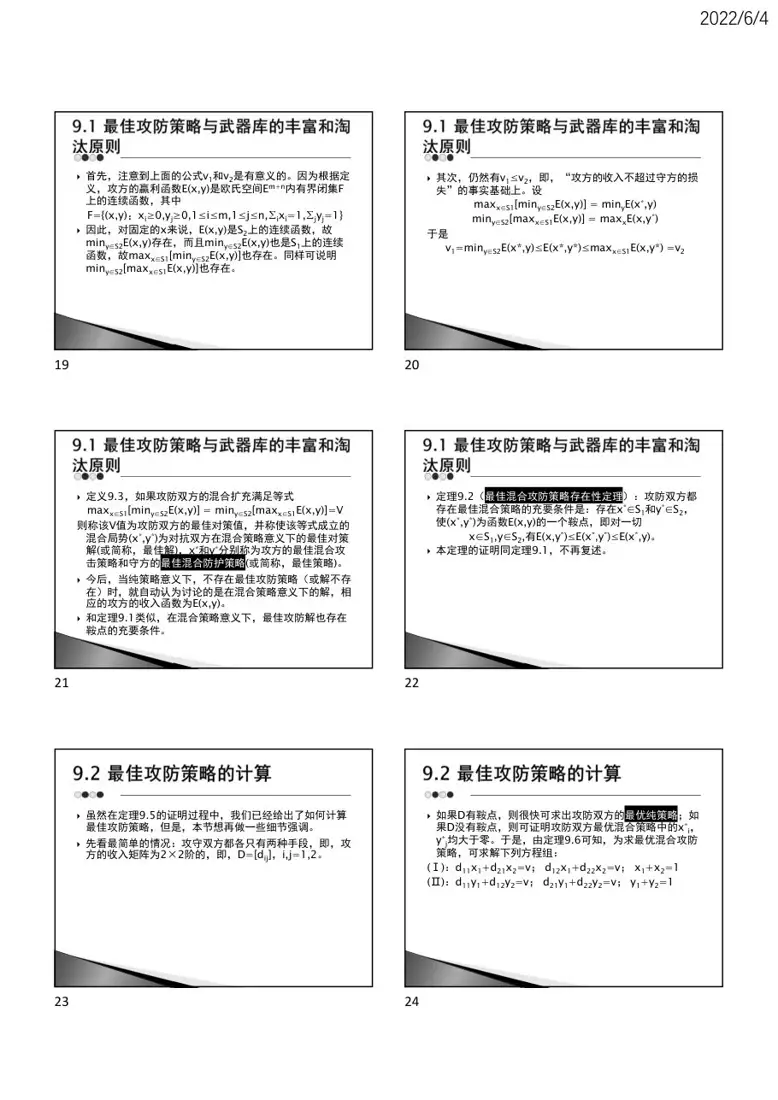 2022/6/4
9.1 最佳攻防策略与武器库的丰富和淘
汰原则
首先，注意到上面的公式v₁和v₂是有意义的。因为根据定
义，攻方的赢利函数E(x,y)是欧氏空间Eᵐ⁺ⁿ内有界闭集F
上的连续函数，其中
F={(x,y)：xᵢ≥0,yⱼ≥0,1≤i≤m,1≤j≤n,Σᵢxᵢ=1,Σⱼyⱼ=1}
因此，对固定的x来说，E(x,y)是S₂上的连续函数，故
min_{y∈S2}E(x,y)存在，而且min_{y∈S2}E(x,y)也是S₁上的连续
函数，故max_{x∈S1}[min_{y∈S2}E(x,y)]也存在。同样可说明
min_{y∈S2}[max_{x∈S1}E(x,y)]也存在。
19
9.1 最佳攻防策略与武器库的丰富和淘
汰原则
其次，仍然有v₁≤v₂，即，“攻方的收入不超过守方的损
失”的事实基础上。设
max_{x∈S1}[min_{y∈S2}E(x,y)] = min_yE(x*,y)
min_{y∈S2}[max_{x∈S1}E(x,y)] = max_xE(x,y*)
于是
v₁=min_{y∈S2}E(x*,y)≤E(x*,y*)≤max_{x∈S1}E(x,y*) =v₂
20
9.1 最佳攻防策略与武器库的丰富和淘
汰原则
定义9.3，如果攻防双方的混合扩充满足等式
max_{x∈S1}[min_{y∈S2}E(x,y)] = min_{y∈S2}[max_{x∈S1}E(x,y)]=V
则称该V值为攻防双方的最佳对策值，并称使该等式成立的
混合局势(x*,y*)为对抗双方在混合策略意义下的最佳对策
解(或简称，最佳解)，x*和y*分别称为攻方的最佳混合攻
击策略和守方的最佳混合防护策略(或简称，最佳策略)。
今后，当纯策略意义下，不存在最佳攻防策略（或解不存
在）时，就自动认为讨论的是在混合策略意义下的解，相
应的攻方的收入函数为E(x,y)。
和定理9.1类似，在混合策略意义下，最佳攻防解也存在
鞍点的充要条件。
21
9.1 最佳攻防策略与武器库的丰富和淘
汰原则
定理9.2（最佳混合攻防策略存在性定理）：攻防双方都
存在最佳混合策略的充要条件是：存在x*∈S₁和y*∈S₂，
使(x*,y*)为函数E(x,y)的一个鞍点，即对一切
x∈S₁,y∈S₂,有E(x,y*)≤E(x*,y*)≤E(x*,y)。
本定理的证明同定理9.1，不再复述。
22
9.2 最佳攻防策略的计算
虽然在定理9.5的证明过程中，我们已经给出了如何计算
最佳攻防策略，但是，本节想再做一些细节强调。
先看最简单的情况：攻守双方都各只有两种手段，即，攻
方的收入矩阵为2×2阶的，即，D=[dᵢⱼ]，i,j=1,2。
23
9.2 最佳攻防策略的计算
如果D有鞍点，则很快可求出攻防双方的最优纯策略；如
果D没有鞍点，则可证明攻防双方最优混合策略中的x*ᵢ，
y*ⱼ均大于零。于是，由定理9.6可知，为求最优混合攻防
策略，可求解下列方程组：
(Ⅰ)：d₁₁x₁+d₂₁x₂=v； d₁₂x₁+d₂₂x₂=v； x₁+x₂=1
(Ⅱ)：d₁₁y₁+d₁₂y₂=v； d₂₁y₁+d₂₂y₂=v； y₁+y₂=1
24